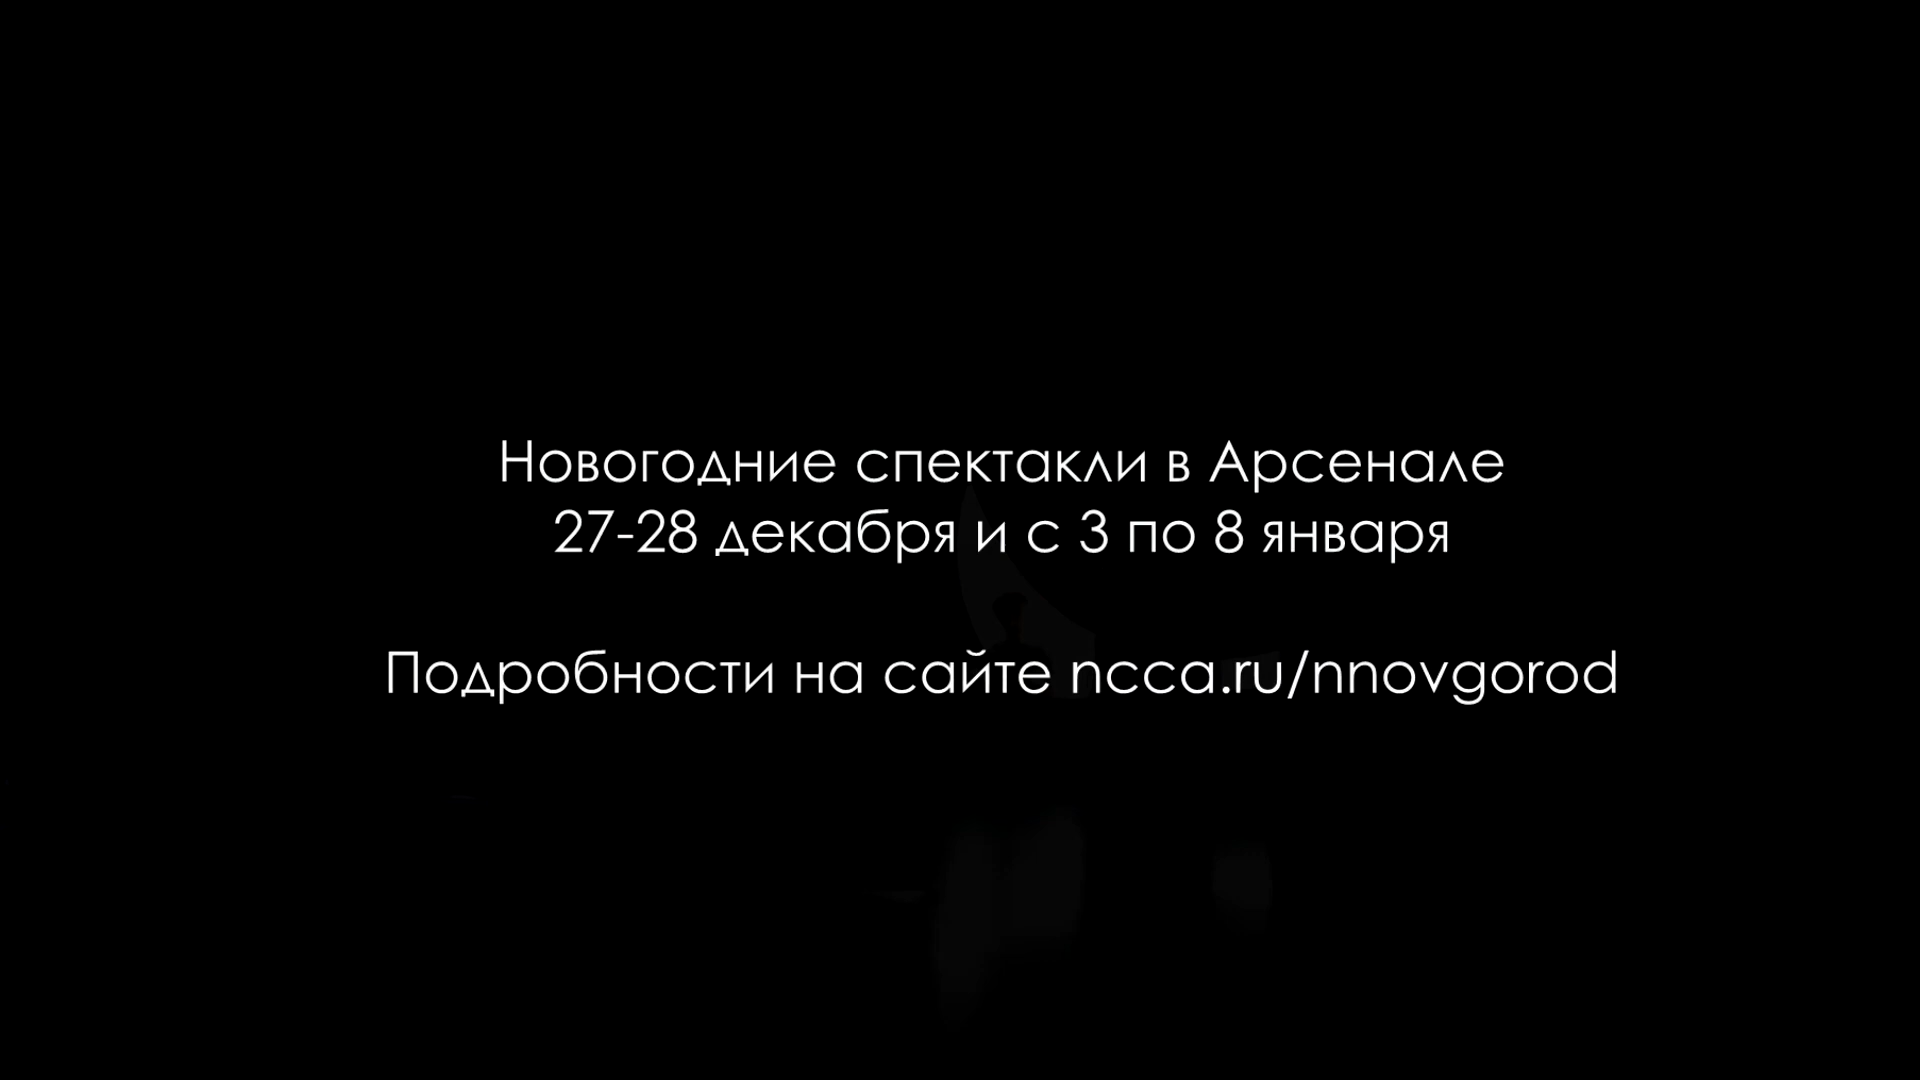 Новогодние спектакли в Арсенале
27-28 декабря и с 3 по 8 января
Подробности на сайте ncca.ru/nnovgorod